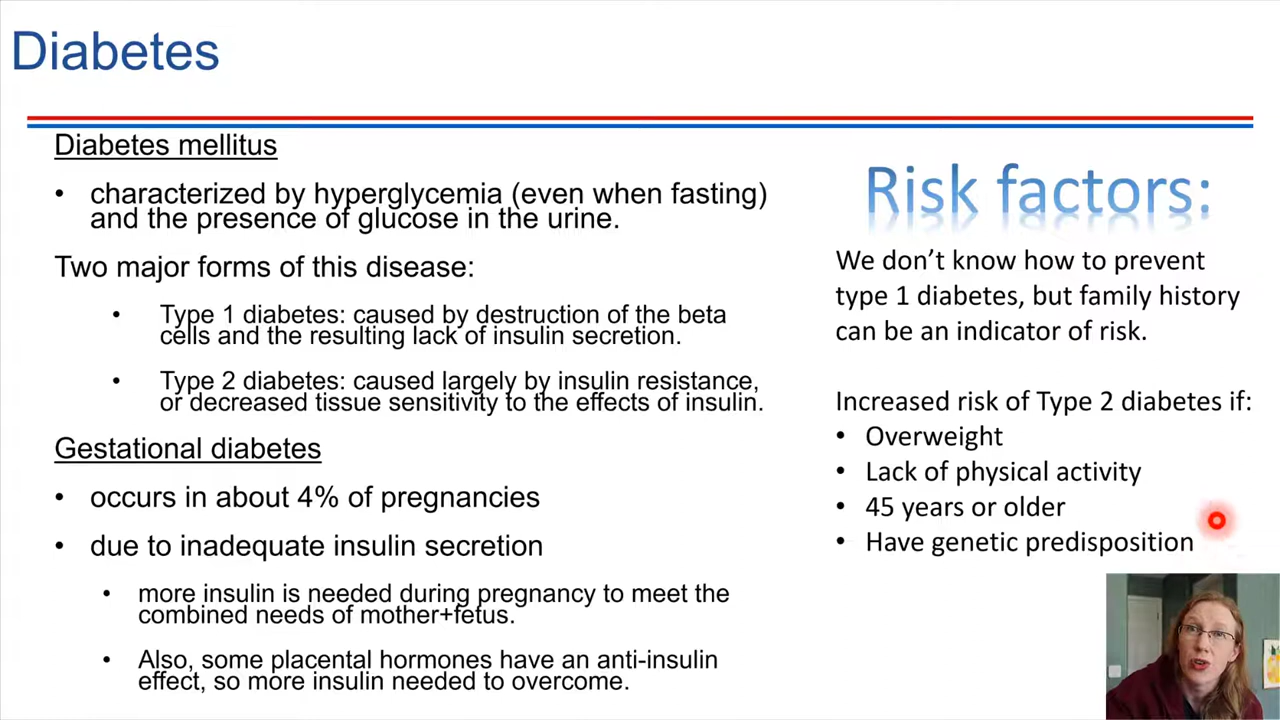 Diabetes
Diabetes mellitus
• characterized by hyperglycemia (even when fasting)
and the presence of glucose in the urine.
Two major forms of this disease:
• Type 1 diabetes: caused by destruction of the beta
cells and the resulting lack of insulin secretion.
• Type 2 diabetes: caused largely by insulin resistance,
or decreased tissue sensitivity to the effects of insulin.
Gestational diabetes
• occurs in about 4% of pregnancies
• due to inadequate insulin secretion
• more insulin is needed during pregnancy to meet the
combined needs of mother+fetus.
• Also, some placental hormones have an anti-insulin
effect, so more insulin needed to overcome.
Risk factors:
We don’t know how to prevent
type 1 diabetes, but family history
can be an indicator of risk.
Increased risk of Type 2 diabetes if:
• Overweight
• Lack of physical activity
• 45 years or older
• Have genetic predisposition